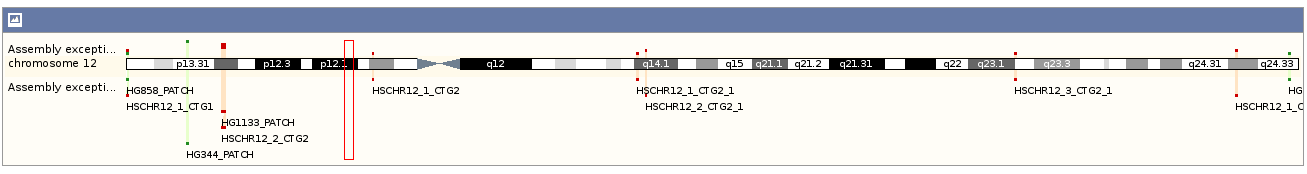 Assembly excepti...
chromosome 12 p13.31 p12.3 p12.1 q12 q14.1 q15 q21.1 q21.2 q21.31 q22 q23.1 q23.3 q24.31 q24.33
Assembly excepti...
HG858_PATCH HSCHR12_1_CTG2 HSCHR12_1_CTG2_1 HSCHR12_3_CTG2_1 HG
HSCHR12_1_CTG1 HSCHR12_2_CTG2_1 HSCHR12_1_C
HG1133_PATCH
HSCHR12_2_CTG2
HG344_PATCH